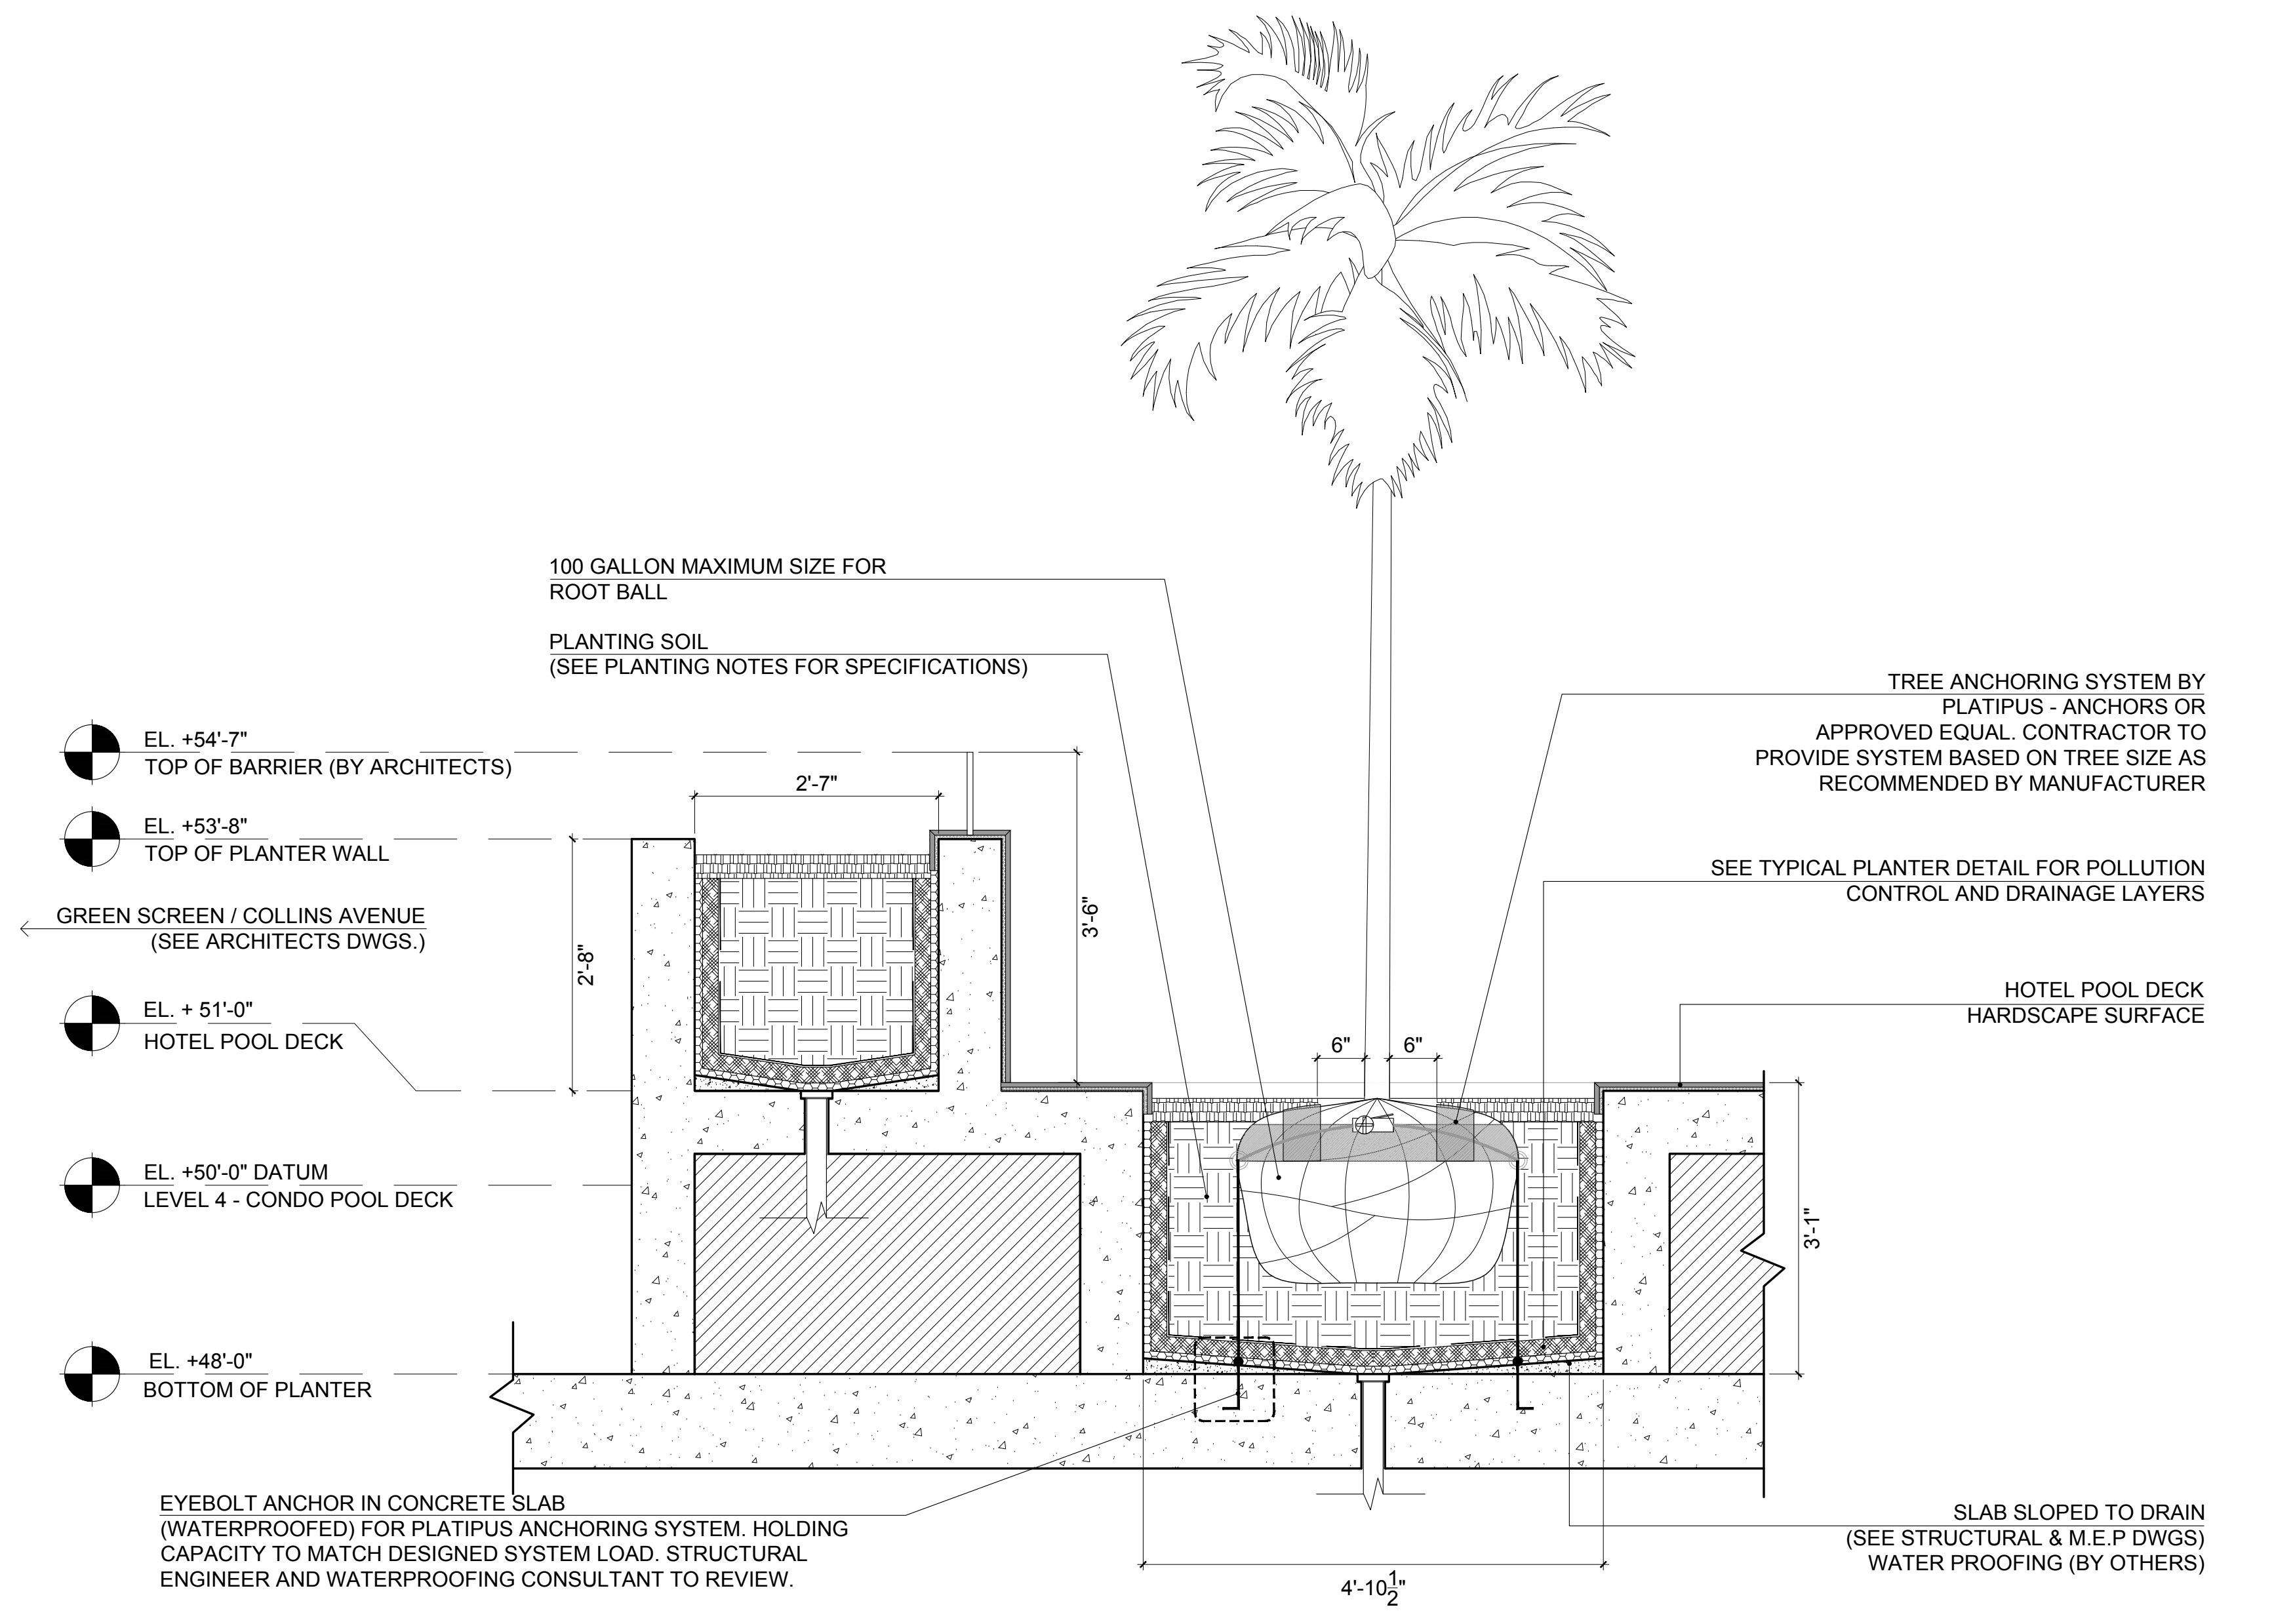 100 GALLON MAXIMUM SIZE FOR
ROOT BALL
PLANTING SOIL
(SEE PLANTING NOTES FOR SPECIFICATIONS)
TREE ANCHORING SYSTEM BY
PLATIPUS - ANCHORS OR
APPROVED EQUAL. CONTRACTOR TO
PROVIDE SYSTEM BASED ON TREE SIZE AS
RECOMMENDED BY MANUFACTURER
EL. +54'-7"
TOP OF BARRIER (BY ARCHITECTS)
2'-7"
EL. +53'-8"
TOP OF PLANTER WALL
SEE TYPICAL PLANTER DETAIL FOR POLLUTION
CONTROL AND DRAINAGE LAYERS
GREEN SCREEN / COLLINS AVENUE
(SEE ARCHITECTS DWGS.)
2'-8"
3'-6"
HOTEL POOL DECK
HARDSCAPE SURFACE
EL. + 51'-0"
HOTEL POOL DECK
6"
6"
EL. +50'-0" DATUM
LEVEL 4 - CONDO POOL DECK
3'-1"
EL. +48'-0"
BOTTOM OF PLANTER
EYEBOLT ANCHOR IN CONCRETE SLAB
(WATERPROOFED) FOR PLATIPUS ANCHORING SYSTEM. HOLDING
CAPACITY TO MATCH DESIGNED SYSTEM LOAD. STRUCTURAL
ENGINEER AND WATERPROOFING CONSULTANT TO REVIEW.
SLAB SLOPED TO DRAIN
(SEE STRUCTURAL & M.E.P DWGS)
WATER PROOFING (BY OTHERS)
4'-10 1/2"